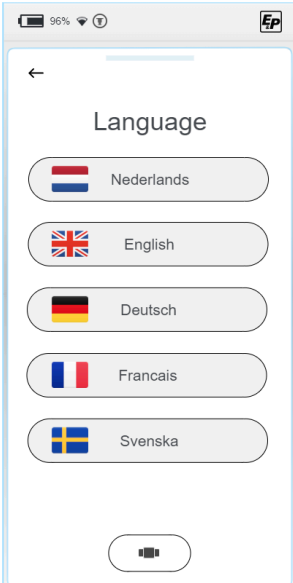 96% T EP
Language
Nederlands
English
Deutsch
Francais
Svenska